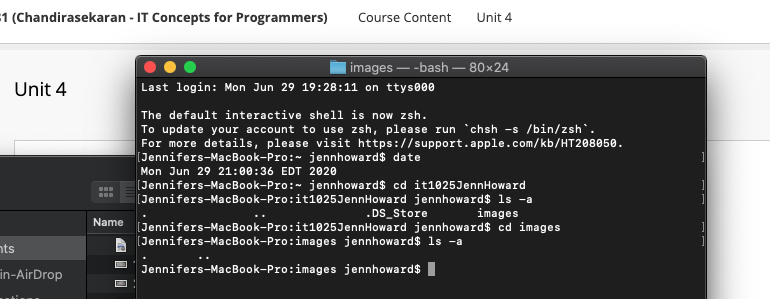 31 (Chandirasekaran - IT Concepts for Programmers) Course Content Unit 4
Unit 4
images — -bash — 80×24
Last login: Mon Jun 29 19:28:11 on ttys000
The default interactive shell is now zsh.
To update your account to use zsh, please run `chsh -s /bin/zsh`.
For more details, please visit https://support.apple.com/kb/HT208050.
[Jennifers-MacBook-Pro:~ jennhoward$ date ]
Mon Jun 29 21:00:36 EDT 2020
[Jennifers-MacBook-Pro:~ jennhoward$ cd it1025JennHoward ]
[Jennifers-MacBook-Pro:it1025JennHoward jennhoward$ ls -a ]
. .. .DS_Store images
[Jennifers-MacBook-Pro:it1025JennHoward jennhoward$ cd images ]
[Jennifers-MacBook-Pro:images jennhoward$ ls -a ]
. ..
Jennifers-MacBook-Pro:images jennhoward$
Name
nts
in-AirDrop